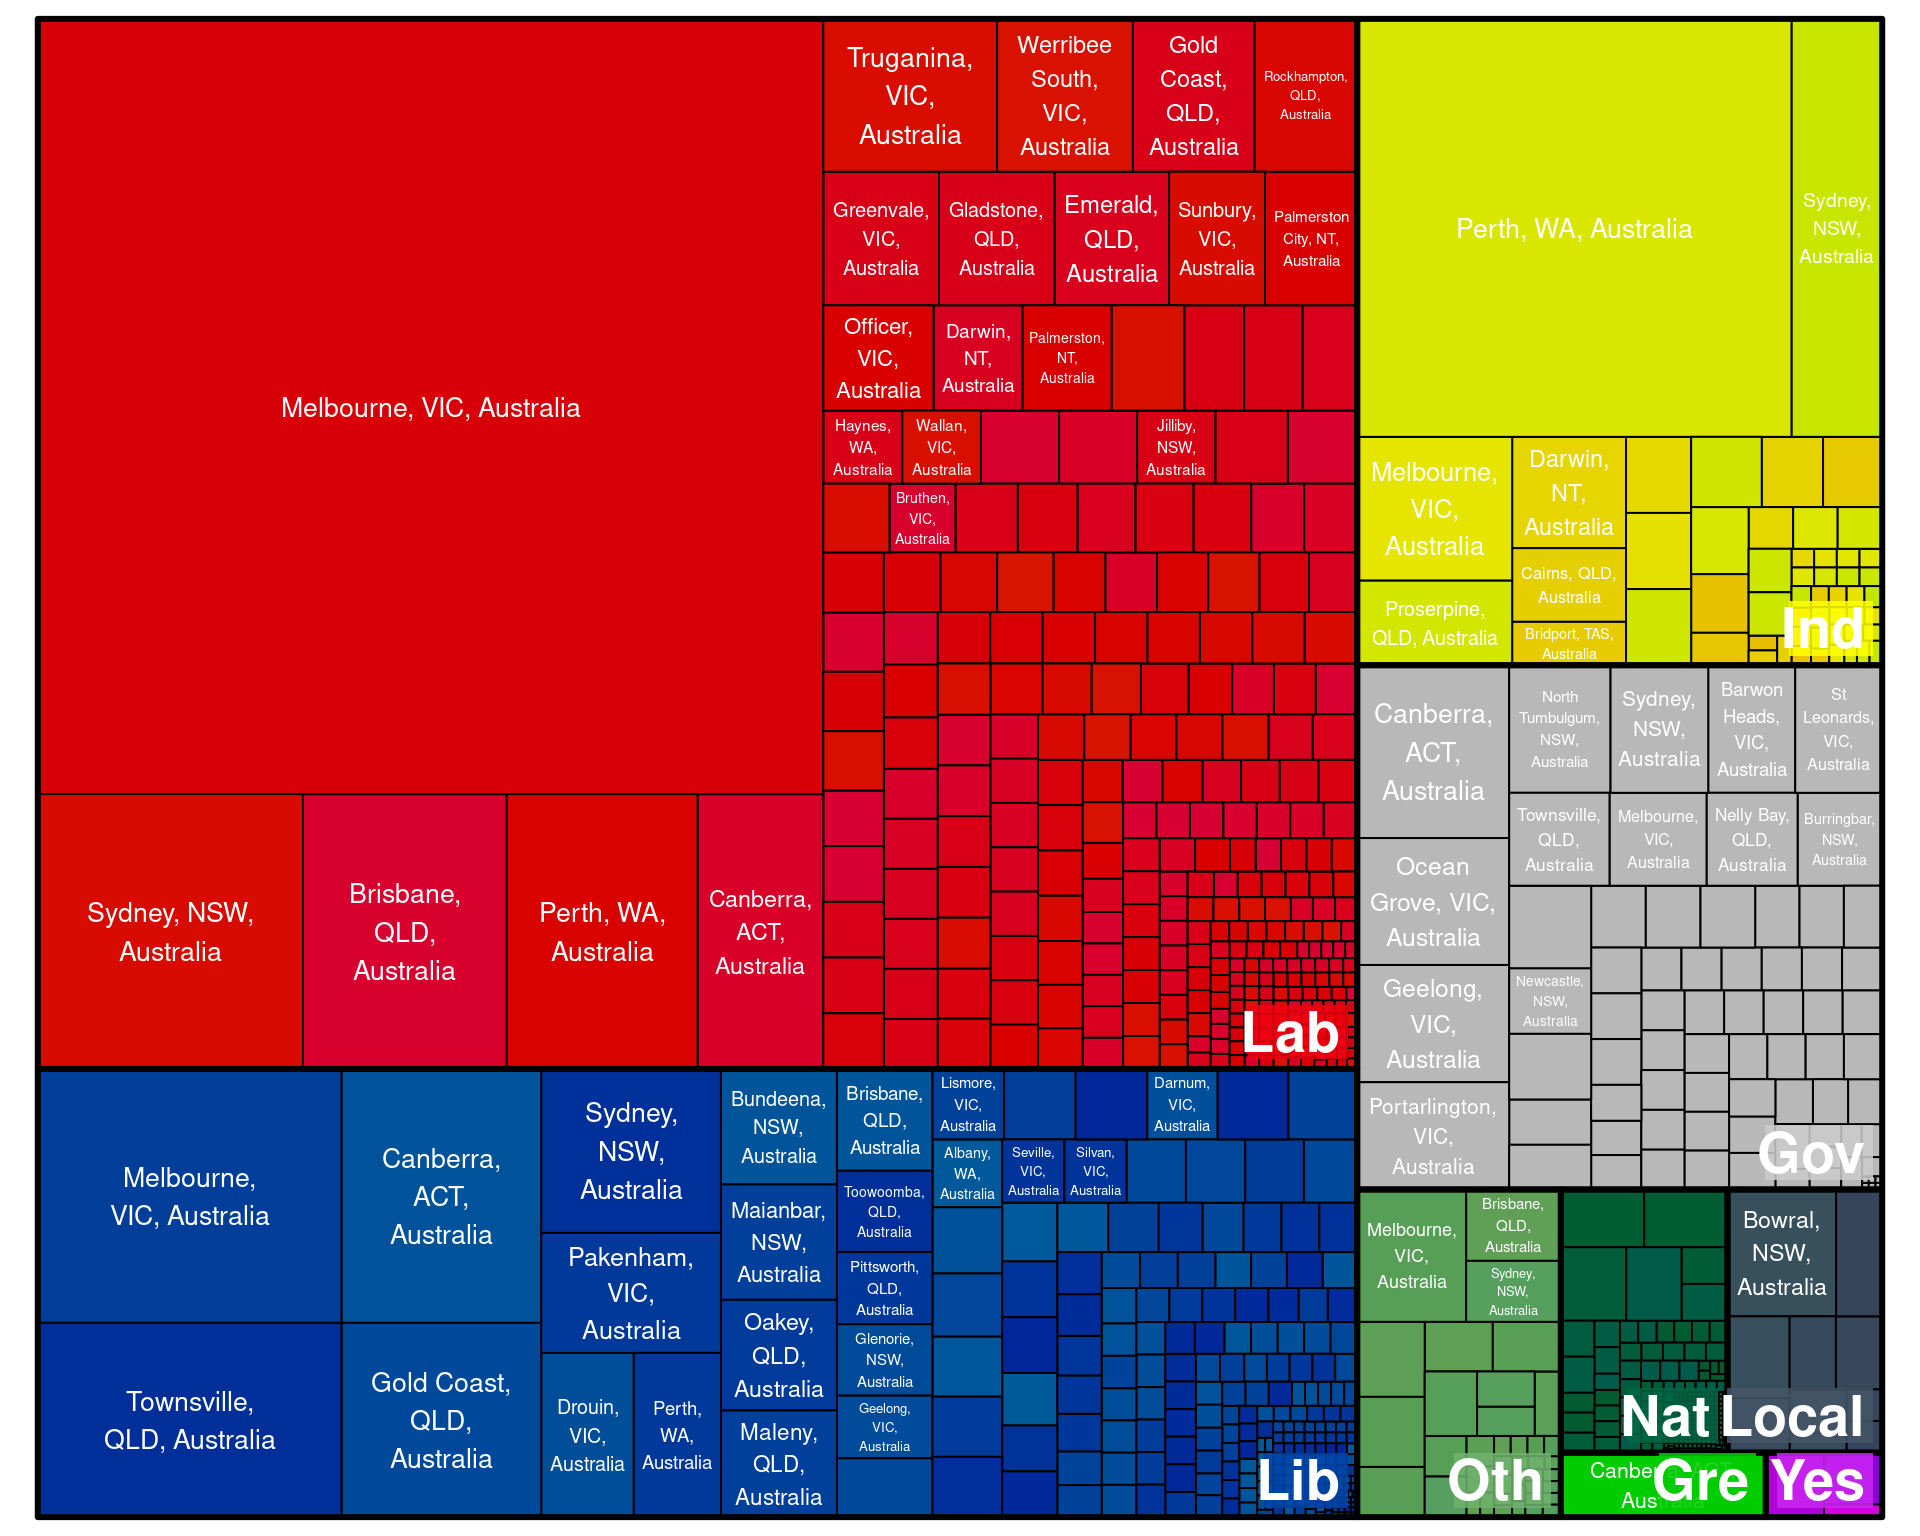 Melbourne, VIC, Australia
Sydney, NSW,
Australia
Brisbane,
QLD,
Australia
Perth, WA,
Australia
Canberra,
ACT,
Australia
Truganina,
VIC,
Australia
Werribee
South,
VIC,
Australia
Gold
Coast,
QLD,
Australia
Rockhampton,
QLD,
Australia
Greenvale,
VIC,
Australia
Gladstone,
QLD,
Australia
Emerald,
QLD,
Australia
Sunbury,
VIC,
Australia
Palmerston
City, NT,
Australia
Officer,
VIC,
Australia
Darwin,
NT,
Australia
Palmerston,
NT,
Australia
Haynes,
WA,
Australia
Wallan,
VIC,
Australia
Jilliby,
NSW,
Australia
Bruthen,
VIC,
Australia
Lab
Melbourne,
VIC, Australia
Townsville,
QLD, Australia
Canberra,
ACT,
Australia
Gold Coast,
QLD,
Australia
Sydney,
NSW,
Australia
Pakenham,
VIC,
Australia
Drouin,
VIC,
Australia
Perth,
WA,
Australia
Bundeena,
NSW,
Australia
Maianbar,
NSW,
Australia
Oakey,
QLD,
Australia
Maleny,
QLD,
Australia
Brisbane,
QLD,
Australia
Toowoomba,
QLD,
Australia
Pittsworth,
QLD,
Australia
Glenorie,
NSW,
Australia
Geelong,
VIC,
Australia
Lismore,
VIC,
Australia
Darnum,
VIC,
Australia
Albany,
WA,
Australia
Seville,
VIC,
Australia
Silvan,
VIC,
Australia
Lib
Perth, WA, Australia
Sydney,
NSW,
Australia
Melbourne,
VIC,
Australia
Proserpine,
QLD, Australia
Darwin,
NT,
Australia
Cairns, QLD,
Australia
Bridport, TAS,
Australia
Ind
Canberra,
ACT,
Australia
Ocean
Grove, VIC,
Australia
Geelong,
VIC,
Australia
Portarlington,
VIC,
Australia
North
Tumbulgum,
NSW,
Australia
Sydney,
NSW,
Australia
Barwon
Heads,
VIC,
Australia
St
Leonards,
VIC,
Australia
Townsville,
QLD,
Australia
Melbourne,
VIC,
Australia
Nelly Bay,
QLD,
Australia
Burringbar,
NSW,
Australia
Newcastle,
NSW,
Australia
Gov
Melbourne,
VIC,
Australia
Brisbane,
QLD,
Australia
Sydney,
NSW,
Australia
Oth
Nat
Bowral,
NSW,
Australia
Local
Canberra, ACT,
Australia
Gre
Yes